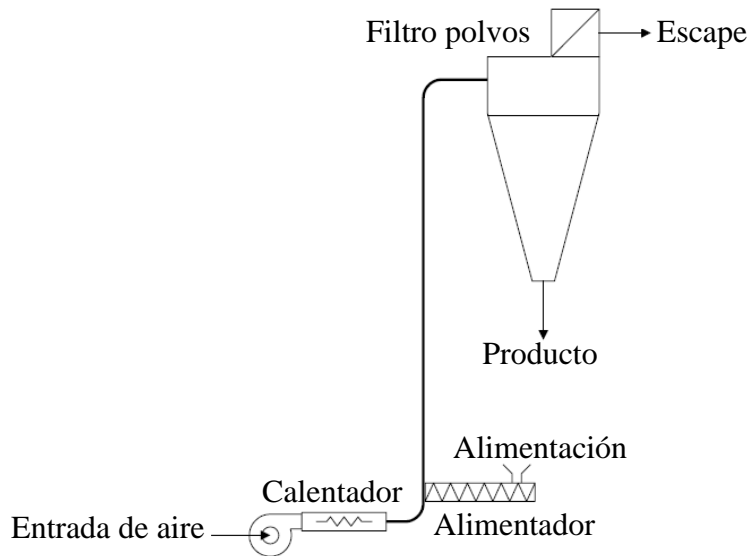 Filtro polvos
Escape
Producto
Alimentación
Calentador
Alimentador
Entrada de aire